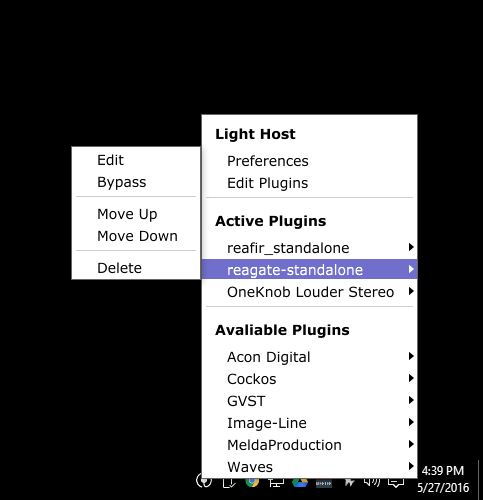 Light Host
Preferences
Edit Plugins
Active Plugins
reafir_standalone
reagate-standalone
OneKnob Louder Stereo
Avaliable Plugins
Acon Digital
Cockos
GVST
Image-Line
MeldaProduction
Waves
Edit
Bypass
Move Up
Move Down
Delete
4:39 PM
5/27/2016